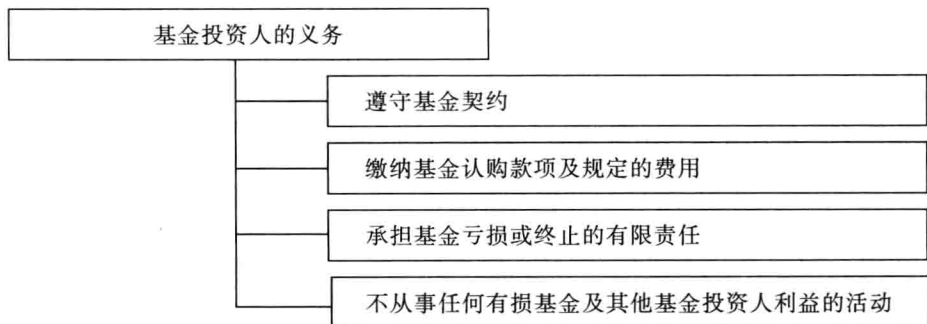 基金投资人的义务
遵守基金契约
缴纳基金认购款项及规定的费用
承担基金亏损或终止的有限责任
不从事任何有损基金及其他基金投资人利益的活动